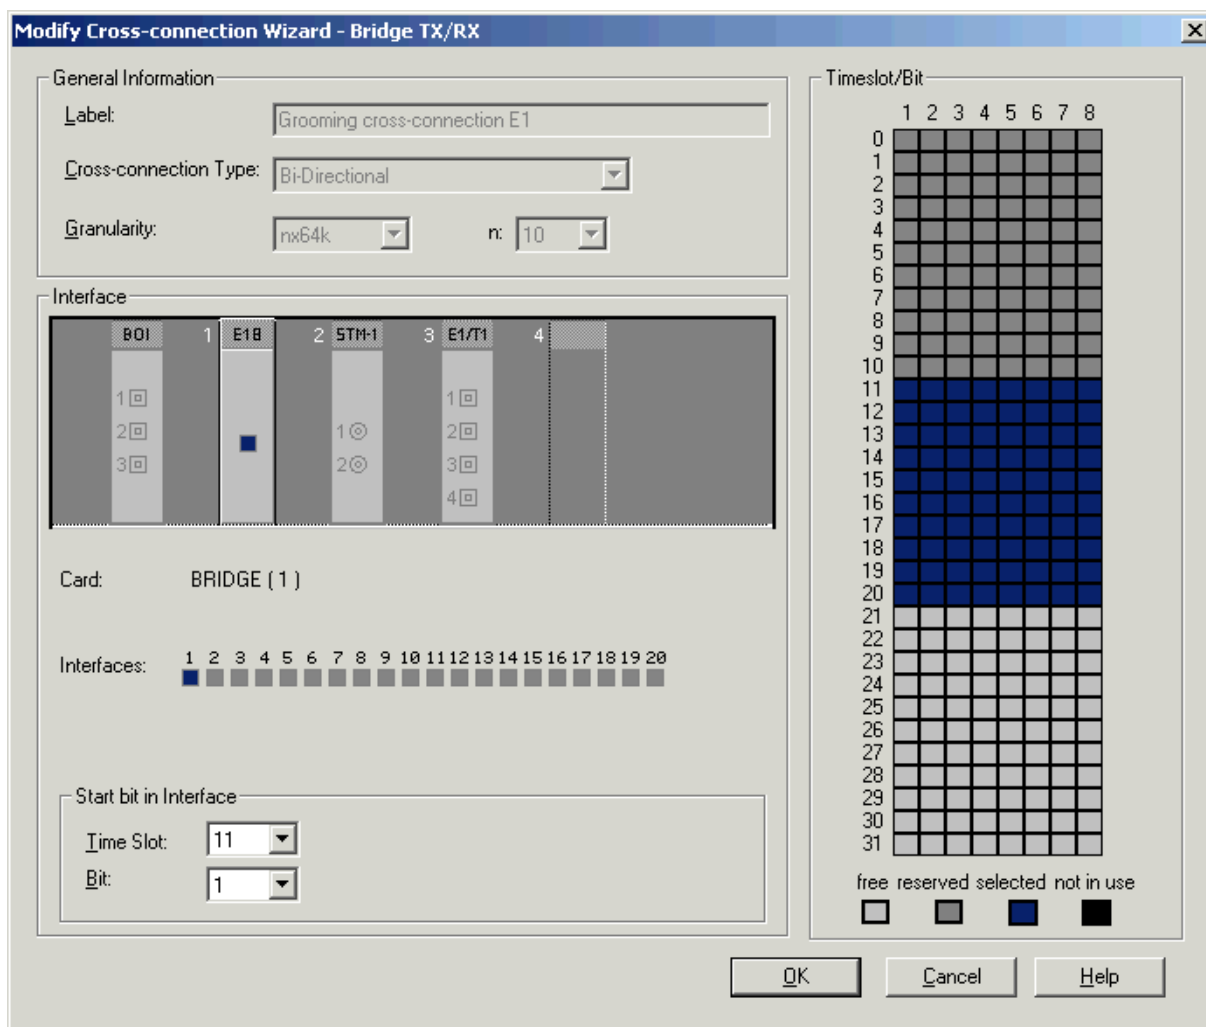 Modify Cross-connection Wizard - Bridge TX/RX
General Information
Label: Grooming cross-connection E1
Cross-connection Type: Bi-Directional
Granularity: nx64k n: 10
Interface
BOI 1 E1B 2 STM-1 3 E1/T1 4
1 1
2 1 2
3 2 3
4
Card: BRIDGE ( 1 )
Interfaces: 1 2 3 4 5 6 7 8 9 10 11 12 13 14 15 16 17 18 19 20
Start bit in Interface
Time Slot: 11
Bit: 1
Timeslot/Bit
1 2 3 4 5 6 7 8
0
1
2
3
4
5
6
7
8
9
10
11
12
13
14
15
16
17
18
19
20
21
22
23
24
25
26
27
28
29
30
31
free reserved selected not in use
OK Cancel Help